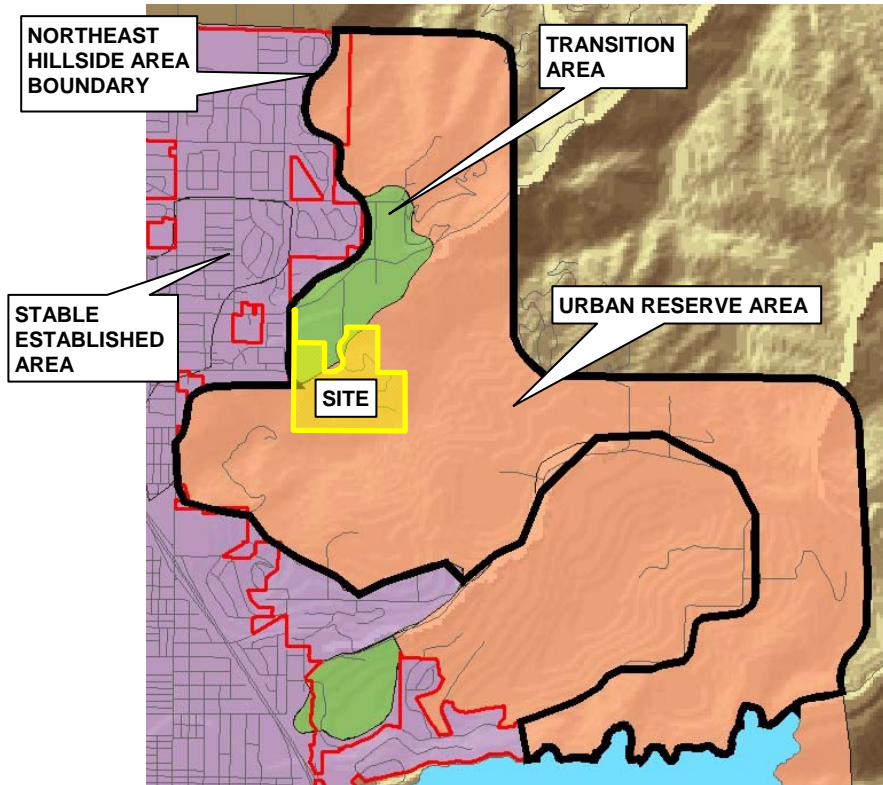 NORTHEAST
HILLSIDE AREA
BOUNDARY
TRANSITION
AREA
STABLE
ESTABLISHED
AREA
URBAN RESERVE AREA
SITE